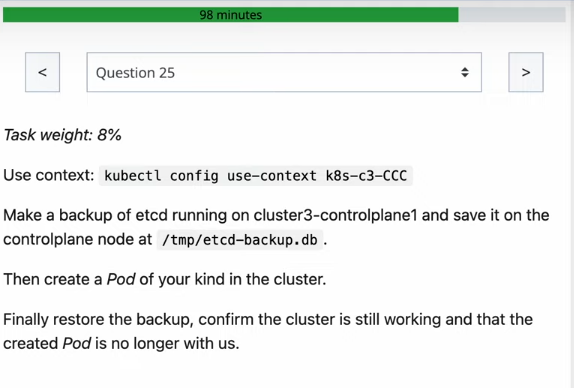 98 minutes
<
Question 25
>
Task weight: 8%
Use context: kubectl config use-context k8s-c3-CCC
Make a backup of etcd running on cluster3-controlplane1 and save it on the
controlplane node at /tmp/etcd-backup.db .
Then create a Pod of your kind in the cluster.
Finally restore the backup, confirm the cluster is still working and that the
created Pod is no longer with us.